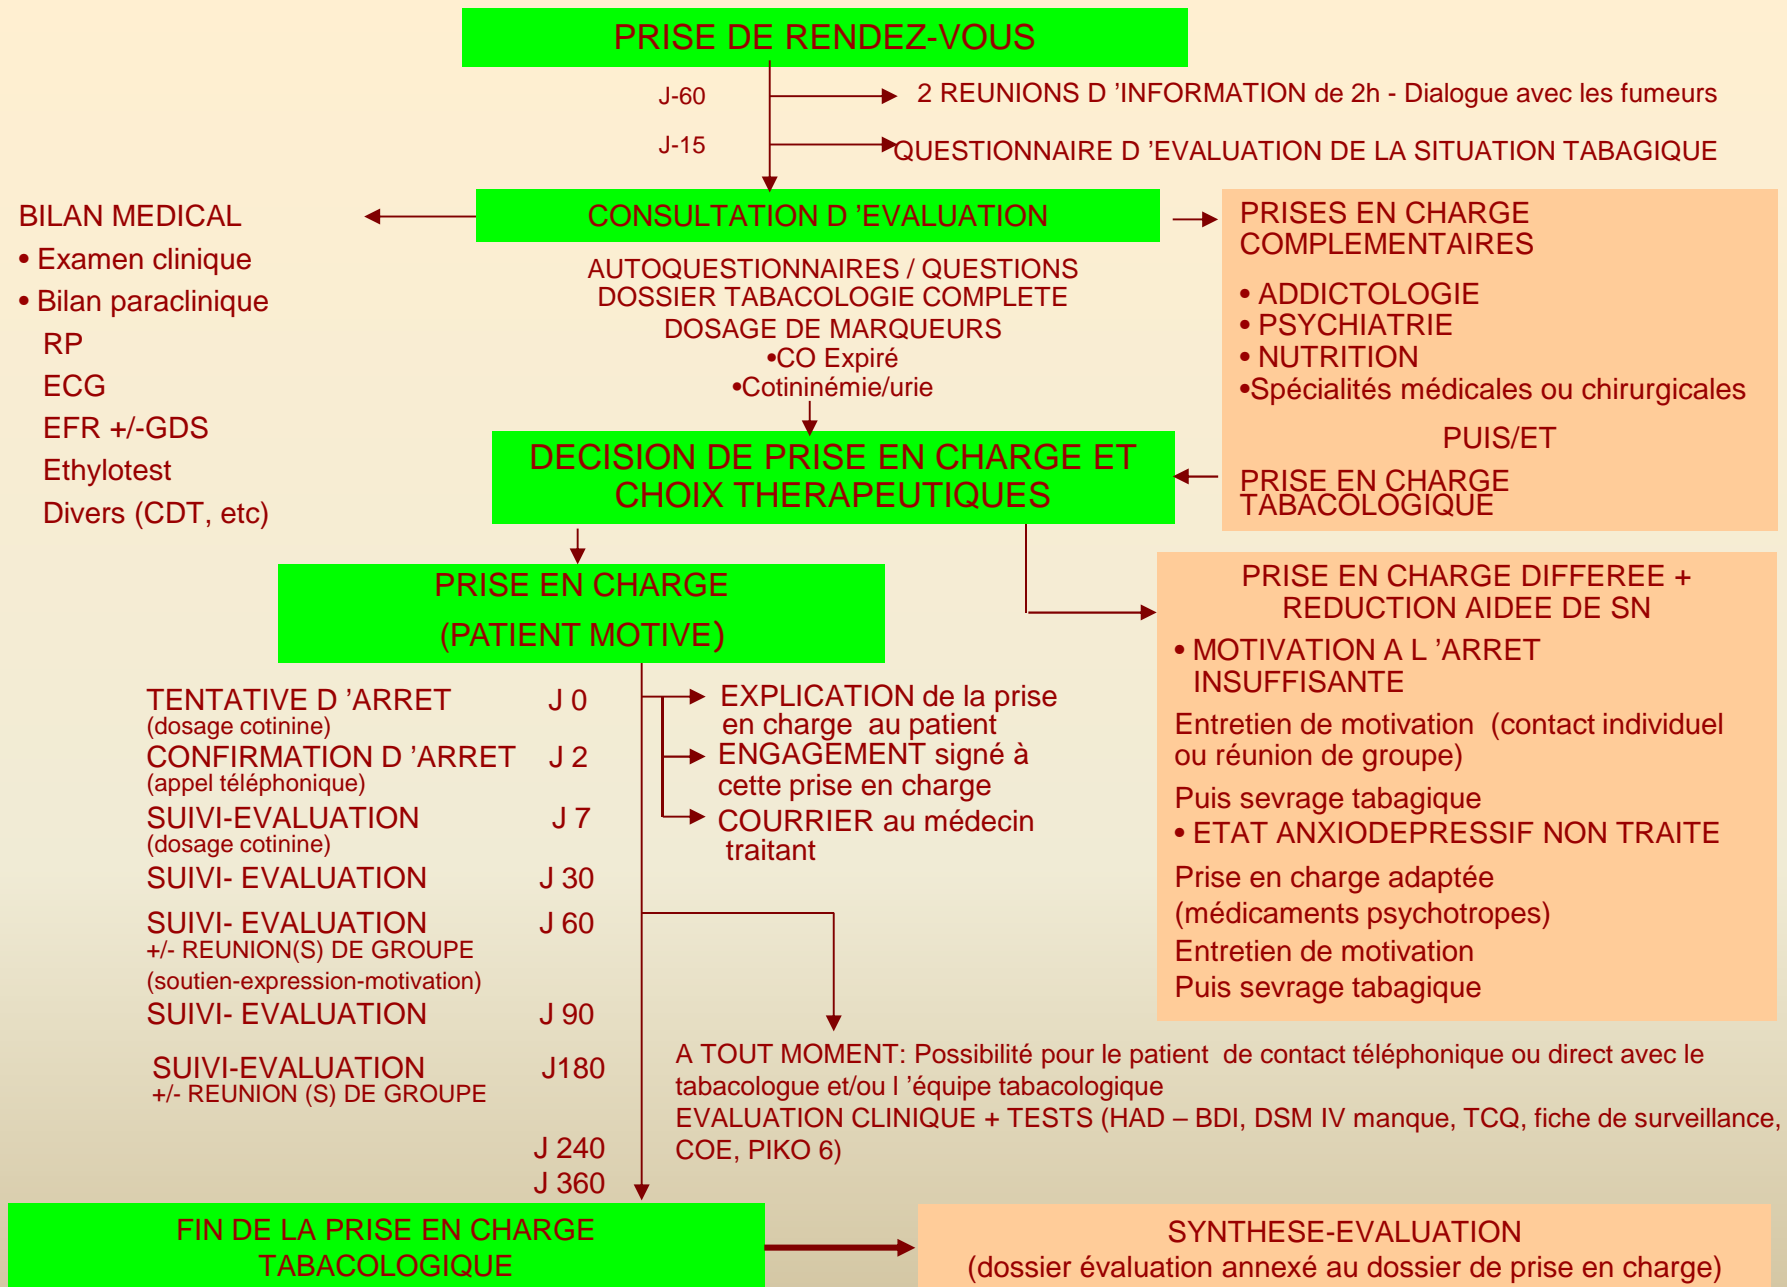 PRISE DE RENDEZ-VOUS
J-60
2 REUNIONS D ’INFORMATION de 2h - Dialogue avec les fumeurs
J-15
QUESTIONNAIRE D ’EVALUATION DE LA SITUATION TABAGIQUE
CONSULTATION D ’EVALUATION
BILAN MEDICAL
• Examen clinique
• Bilan paraclinique
RP
ECG
EFR +/-GDS
Ethylotest
Divers (CDT, etc)
AUTOQUESTIONNAIRES / QUESTIONS
DOSSIER TABACOLOGIE COMPLETE
DOSAGE DE MARQUEURS
•CO Expiré
•Cotininémie/urie
PRISES EN CHARGE
COMPLEMENTAIRES
• ADDICTOLOGIE
• PSYCHIATRIE
• NUTRITION
•Spécialités médicales ou chirurgicales
PUIS/ET
PRISE EN CHARGE
TABACOLOGIQUE
DECISION DE PRISE EN CHARGE ET
CHOIX THERAPEUTIQUES
PRISE EN CHARGE
(PATIENT MOTIVE)
PRISE EN CHARGE DIFFEREE +
REDUCTION AIDEE DE SN
• MOTIVATION A L ’ARRET
INSUFFISANTE
Entretien de motivation (contact individuel
ou réunion de groupe)
Puis sevrage tabagique
• ETAT ANXIODEPRESSIF NON TRAITE
Prise en charge adaptée
(médicaments psychotropes)
Entretien de motivation
Puis sevrage tabagique
TENTATIVE D ’ARRET J 0
(dosage cotinine)
CONFIRMATION D ’ARRET J 2
(appel téléphonique)
SUIVI-EVALUATION J 7
(dosage cotinine)
SUIVI- EVALUATION J 30
SUIVI- EVALUATION J 60
+/- REUNION(S) DE GROUPE
(soutien-expression-motivation)
SUIVI- EVALUATION J 90
SUIVI-EVALUATION J180
+/- REUNION (S) DE GROUPE
J 240
J 360
EXPLICATION de la prise
en charge au patient
ENGAGEMENT signé à
cette prise en charge
COURRIER au médecin
traitant
A TOUT MOMENT: Possibilité pour le patient de contact téléphonique ou direct avec le
tabacologue et/ou l ’équipe tabacologique
EVALUATION CLINIQUE + TESTS (HAD – BDI, DSM IV manque, TCQ, fiche de surveillance,
COE, PIKO 6)
FIN DE LA PRISE EN CHARGE
TABACOLOGIQUE
SYNTHESE-EVALUATION
(dossier évaluation annexé au dossier de prise en charge)